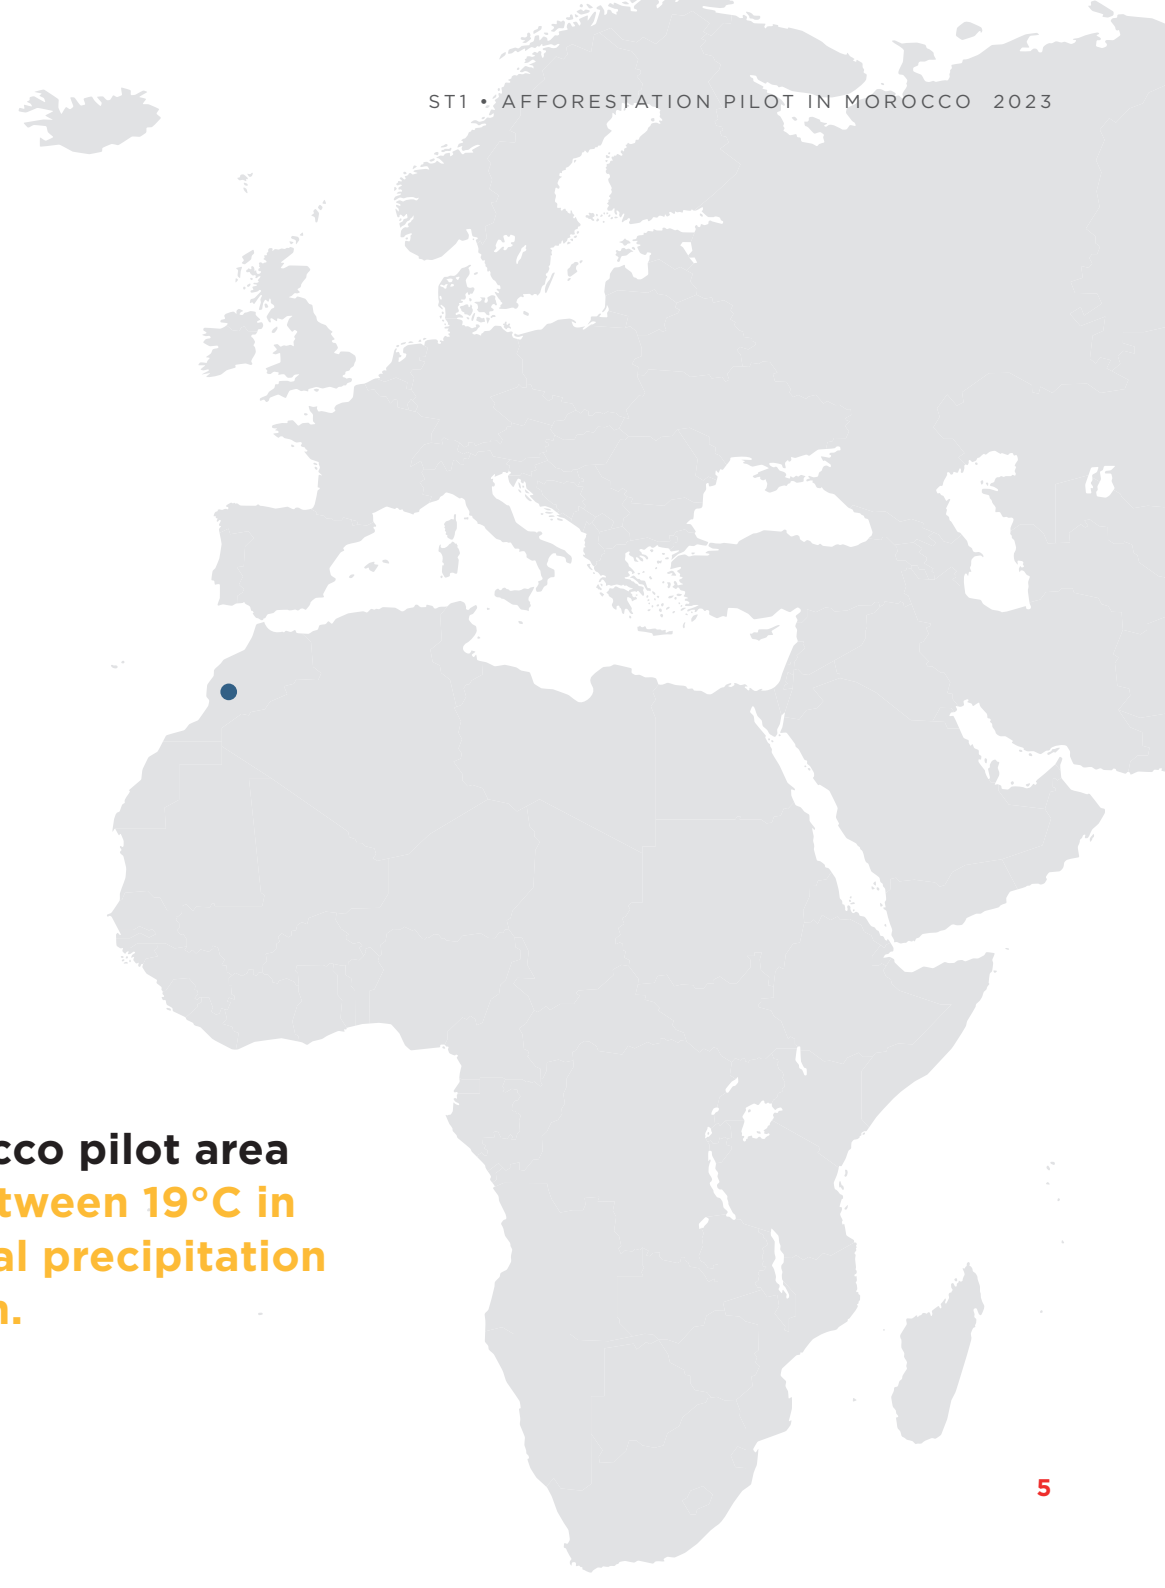 ST1 • AFFORESTATION PILOT IN MOROCCO 2023
cco pilot area
tween 19°C in
al precipitation
n.
5